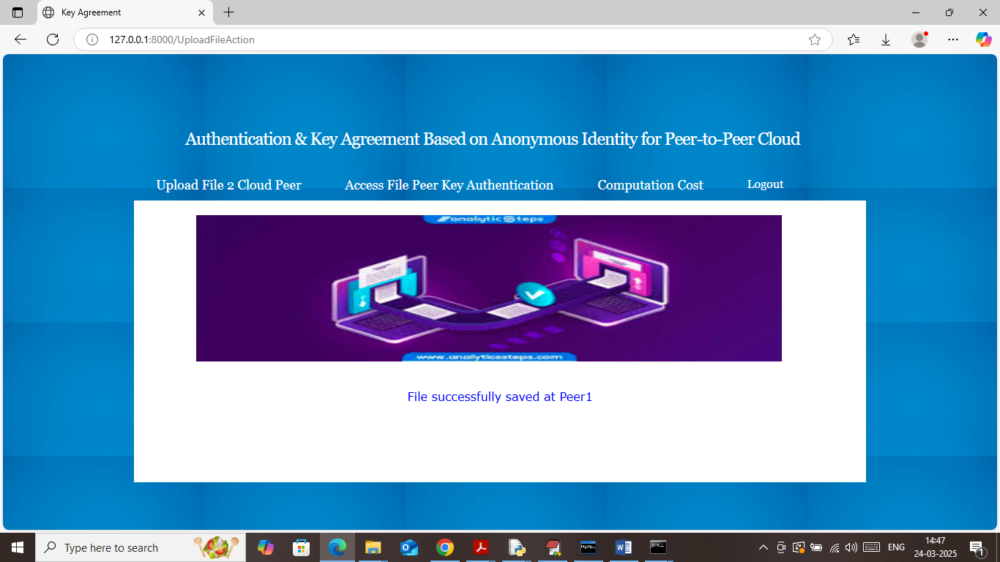 Key Agreement
127.0.0.1:8000/UploadFileAction
Authentication & Key Agreement Based on Anonymous Identity for Peer-to-Peer Cloud
Upload File 2 Cloud Peer Access File Peer Key Authentication Computation Cost Logout
analytic Steps
www.analyticssteps.com
File successfully saved at Peer1
Type here to search
ENG
14:47
24-03-2025
1